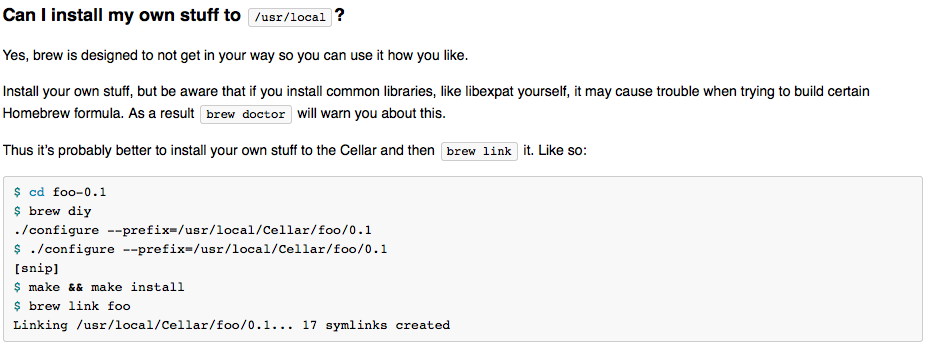 Can I install my own stuff to /usr/local ?
Yes, brew is designed to not get in your way so you can use it how you like.
Install your own stuff, but be aware that if you install common libraries, like libexpat yourself, it may cause trouble when trying to build certain
Homebrew formula. As a result brew doctor will warn you about this.
Thus it's probably better to install your own stuff to the Cellar and then brew link it. Like so:
$ cd foo-0.1
$ brew diy
./configure --prefix=/usr/local/Cellar/foo/0.1
$ ./configure --prefix=/usr/local/Cellar/foo/0.1
[snip]
$ make && make install
$ brew link foo
Linking /usr/local/Cellar/foo/0.1... 17 symlinks created